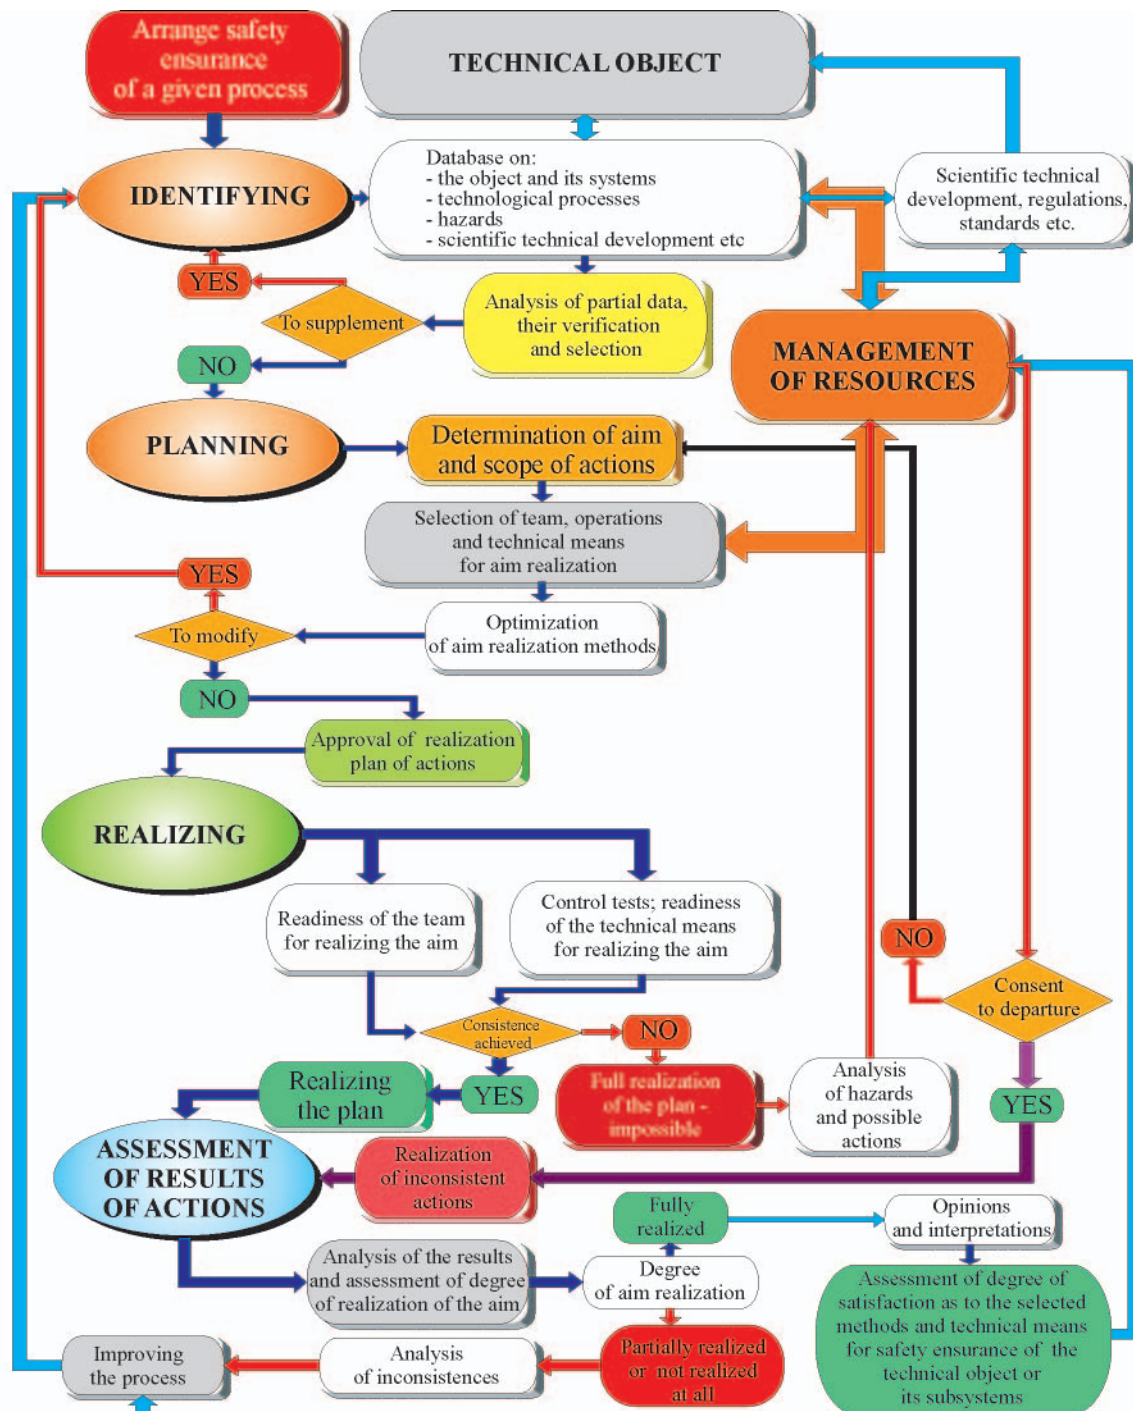 Arrange safety
ensurance
of a given process
TECHNICAL OBJECT
IDENTIFYING
Database on:
- the object and its systems
- technological processes
- hazards
- scientific technical development etc
Scientific technical
development, regulations,
standards etc.
YES
To supplement
Analysis of partial data,
their verification
and selection
NO
MANAGEMENT
OF RESOURCES
PLANNING
Determination of aim
and scope of actions
Selection of team, operations
and technical means
for aim realization
YES
To modify
Optimization
of aim realization methods
NO
Approval of realization
plan of actions
REALIZING
Readiness of the team
for realizing the aim
Control tests; readiness
of the technical means
for realizing the aim
NO
Consent
to departure
Consistence
achieved
NO
Realizing
the plan
YES
Full realization
of the plan -
impossible
Analysis
of hazards
and possible
actions
YES
ASSESSMENT
OF RESULTS
OF ACTIONS
Realization
of inconsistent
actions
Fully
realized
Opinions
and interpretations
Analysis of the results
and assessment of degree
of realization of the aim
Degree
of aim realization
Assessment of degree of
satisfaction as to the selected
methods and technical means
for safety ensurance of the
technical object or
its subsystems
Improving
the process
Analysis
of inconsistences
Partially realized
or not realized
at all